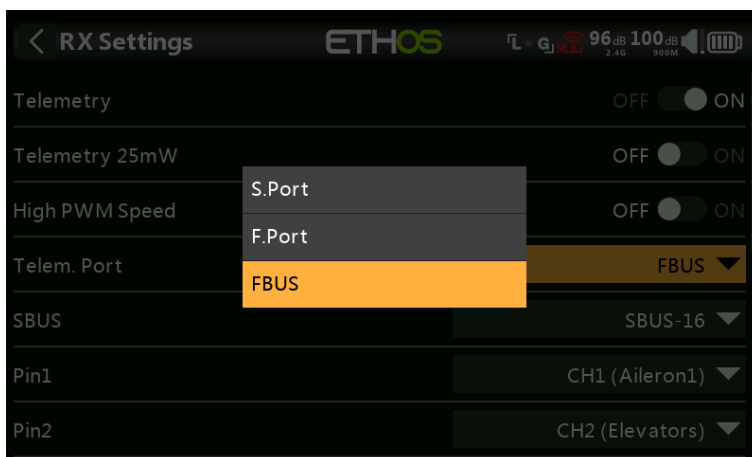 RX Settings ETHOS L G 96dB 2.4G 100dB 900M
Telemetry OFF ON
Telemetry 25mW OFF ON
High PWM Speed OFF ON
S.Port
F.Port
FBUS
Telem. Port FBUS
SBUS SBUS-16
Pin1 CH1 (Aileron1)
Pin2 CH2 (Elevators)